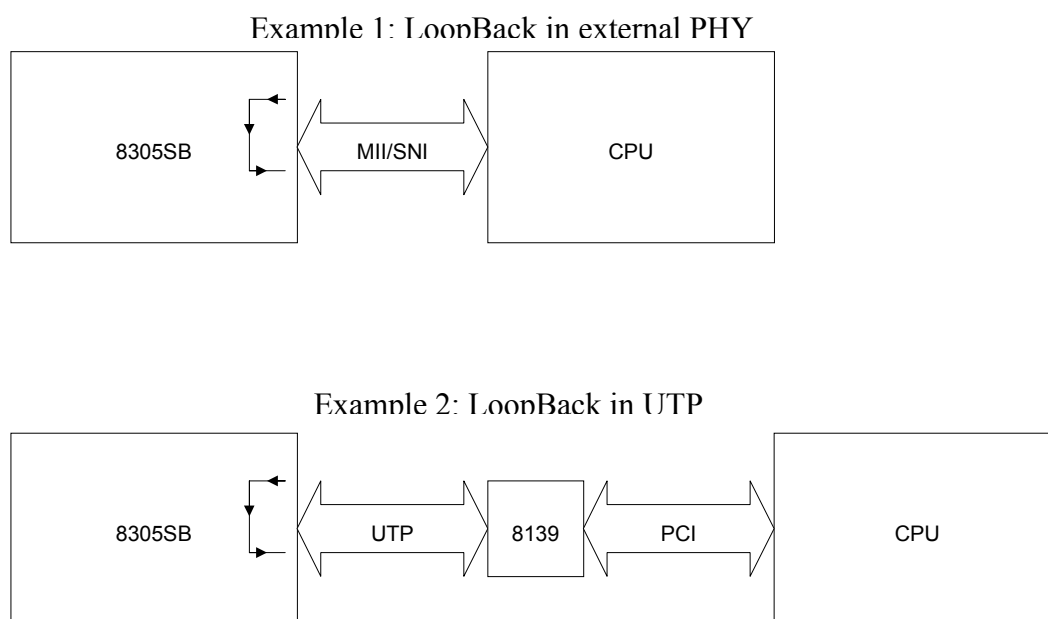 Example 1: LoopBack in external PHY
8305SB
MII/SNI
CPU
Example 2: LoopBack in UTP
8305SB
UTP
8139
PCI
CPU